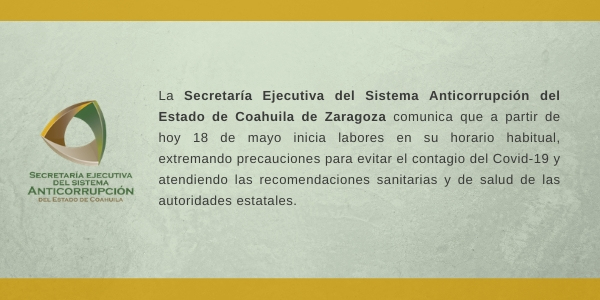 La Secretaría Ejecutiva del Sistema Anticorrupción del
Estado de Coahuila de Zaragoza comunica que a partir de
hoy 18 de mayo inicia labores en su horario habitual,
extremando precauciones para evitar el contagio del Covid-19 y
atendiendo las recomendaciones sanitarias y de salud de las
autoridades estatales.
SECRETARÍA EJECUTIVA
DEL SISTEMA
ANTICORRUPCIÓN
DEL ESTADO DE COAHUILA